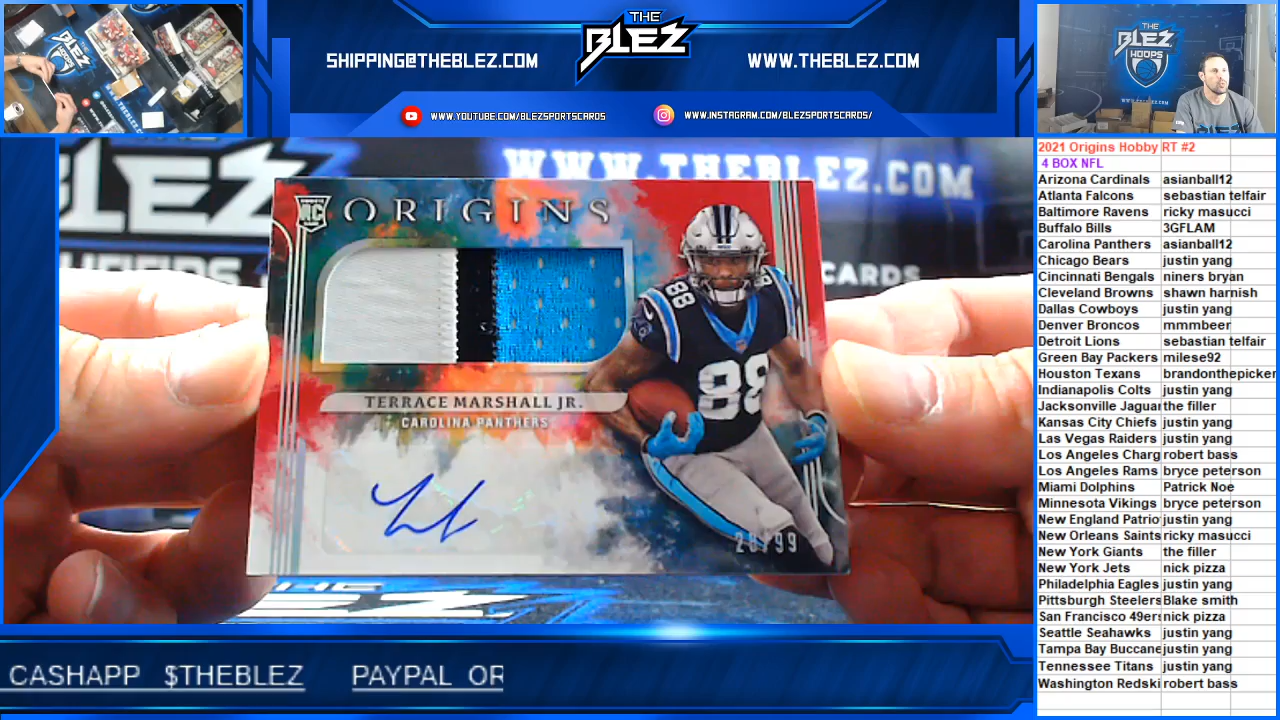 SHIPPING@THEBLEZ.COM
THE
BLEZ
WWW.THEBLEZ.COM
WWW.YOUTUBE.COM/BLEZSPORTSCARDS
WWW.INSTAGRAM.COM/BLEZSPORTSCARDS/
THE
BLEZ
HOOPS
WWW.THEBLEZ.COM
CARDS
RC
ORIGINS
88
88
TERRACE MARSHALL JR.
CAROLINA PANTHERS
THE
2021 Origins Hobby RT #2
4 BOX NFL
Arizona Cardinals asianball12
Atlanta Falcons sebastian telfair
Baltimore Ravens ricky masucci
Buffalo Bills 3GFLAM
Carolina Panthers asianball12
Chicago Bears justin yang
Cincinnati Bengals niners bryan
Cleveland Browns shawn harnish
Dallas Cowboys justin yang
Denver Broncos mmmbeer
Detroit Lions sebastian telfair
Green Bay Packers milese92
Houston Texans brandonthepicker
Indianapolis Colts justin yang
Jacksonville Jaguar the filler
Kansas City Chiefs justin yang
Las Vegas Raiders justin yang
Los Angeles Charg robert bass
Los Angeles Rams bryce peterson
Miami Dolphins Patrick Noe
Minnesota Vikings bryce peterson
New England Patrio justin yang
New Orleans Saints ricky masucci
New York Giants the filler
New York Jets nick pizza
Philadelphia Eagles justin yang
Pittsburgh Steelers Blake smith
San Francisco 49ers nick pizza
Seattle Seahawks justin yang
Tampa Bay Buccane justin yang
Tennessee Titans justin yang
Washington Redski robert bass
CASHAPP $THEBLEZ PAYPAL OR